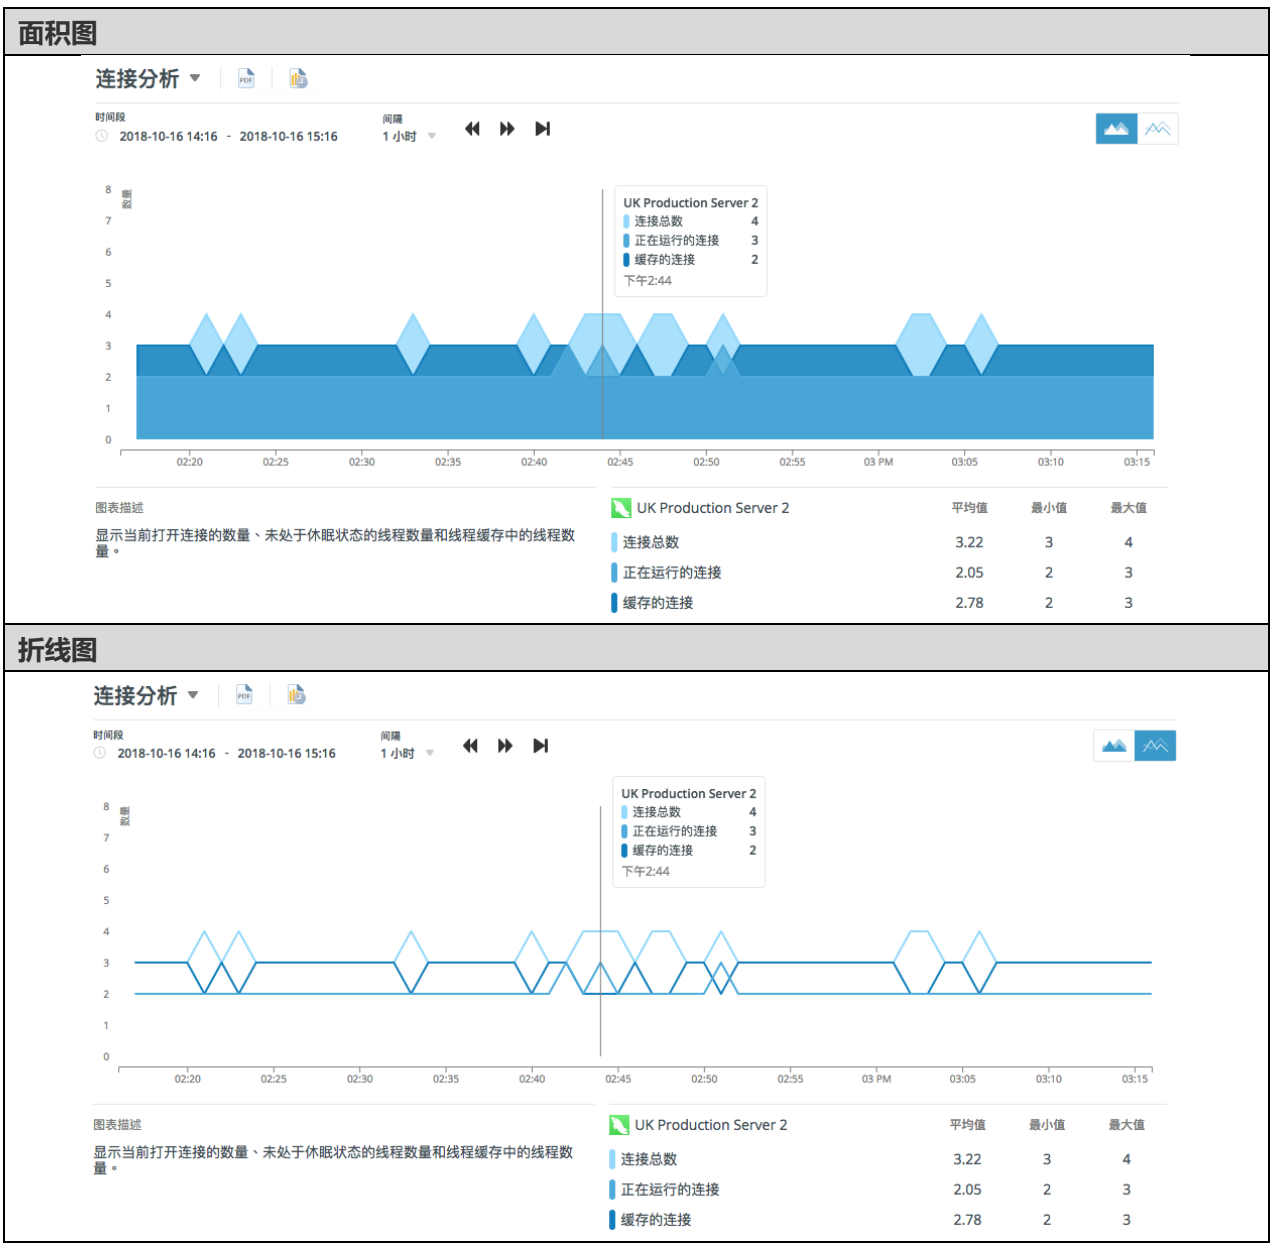 面积图
连接分析
PDF
时间段
间隔
2018-10-16 14:16 - 2018-10-16 15:16
1 小时
8
数量
7
6
5
4
3
2
1
0
UK Production Server 2
连接总数 4
正在运行的连接 3
缓存的连接 2
下午2:44
02:20 02:25 02:30 02:35 02:40 02:45 02:50 02:55 03 PM 03:05 03:10 03:15
图表描述
显示当前打开连接的数量、未处于休眠状态的线程数量和线程缓存中的线程数
量。
UK Production Server 2 平均值 最小值 最大值
连接总数 3.22 3 4
正在运行的连接 2.05 2 3
缓存的连接 2.78 2 3
折线图
连接分析
PDF
时间段
间隔
2018-10-16 14:16 - 2018-10-16 15:16
1 小时
8
数量
7
6
5
4
3
2
1
0
UK Production Server 2
连接总数 4
正在运行的连接 3
缓存的连接 2
下午2:44
02:20 02:25 02:30 02:35 02:40 02:45 02:50 02:55 03 PM 03:05 03:10 03:15
图表描述
显示当前打开连接的数量、未处于休眠状态的线程数量和线程缓存中的线程数
量。
UK Production Server 2 平均值 最小值 最大值
连接总数 3.22 3 4
正在运行的连接 2.05 2 3
缓存的连接 2.78 2 3